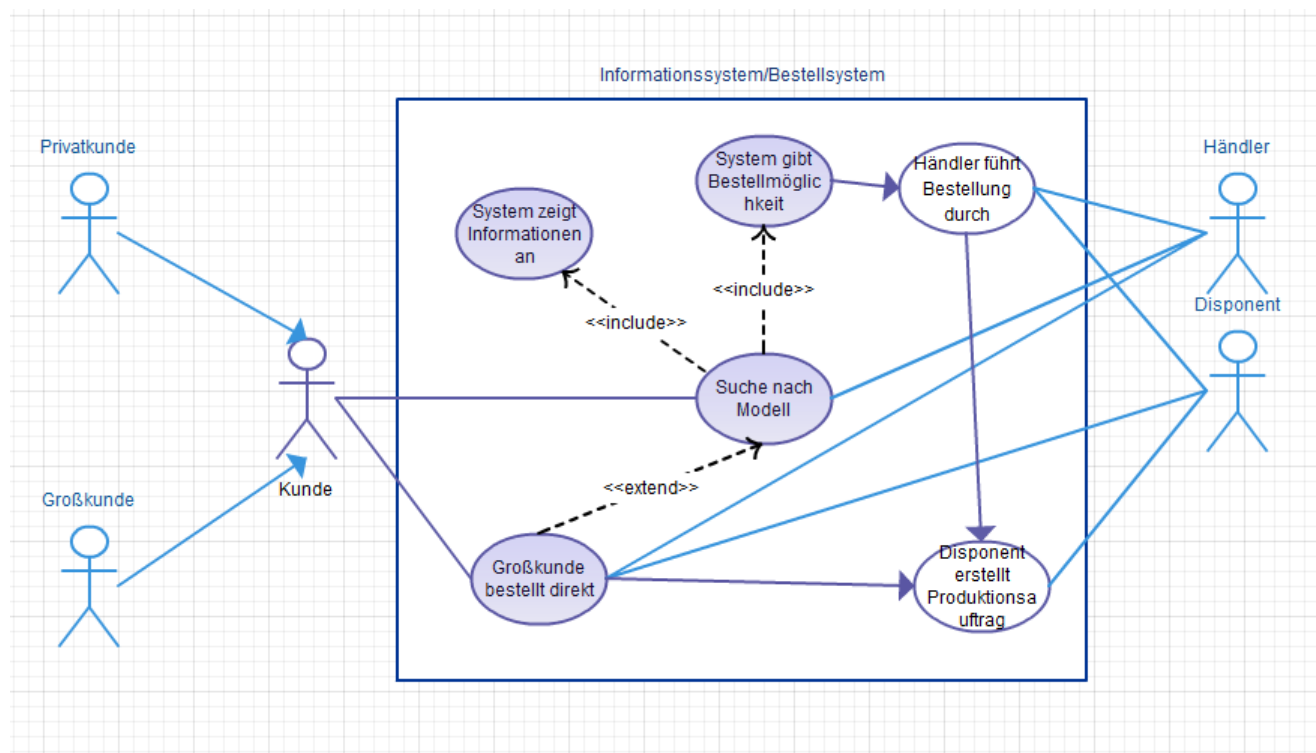 Informationssystem/Bestellsystem
Privatkunde
Händler
System gibt
Bestellmöglic
hkeit
Händler führt
Bestellung
durch
System zeigt
Informationen
an
<<include>>
Disponent
<<include>>
Suche nach
Modell
Kunde
<<extend>>
Großkunde
Großkunde
bestellt direkt
Disponent
erstellt
Produktionsa
uftrag